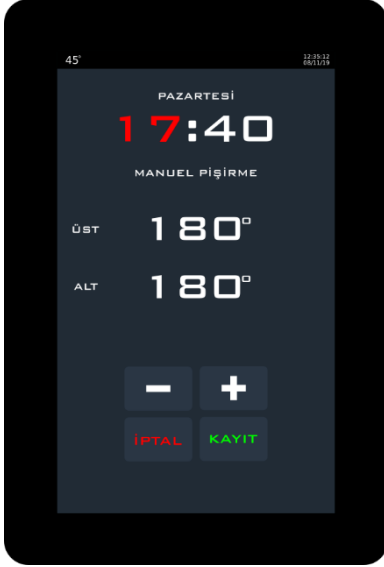 45°
12:35:12
08/11/19
PAZARTESİ
17:40
MANUEL PİŞİRME
ÜST 180°
ALT 180°
- +
İPTAL KAYIT